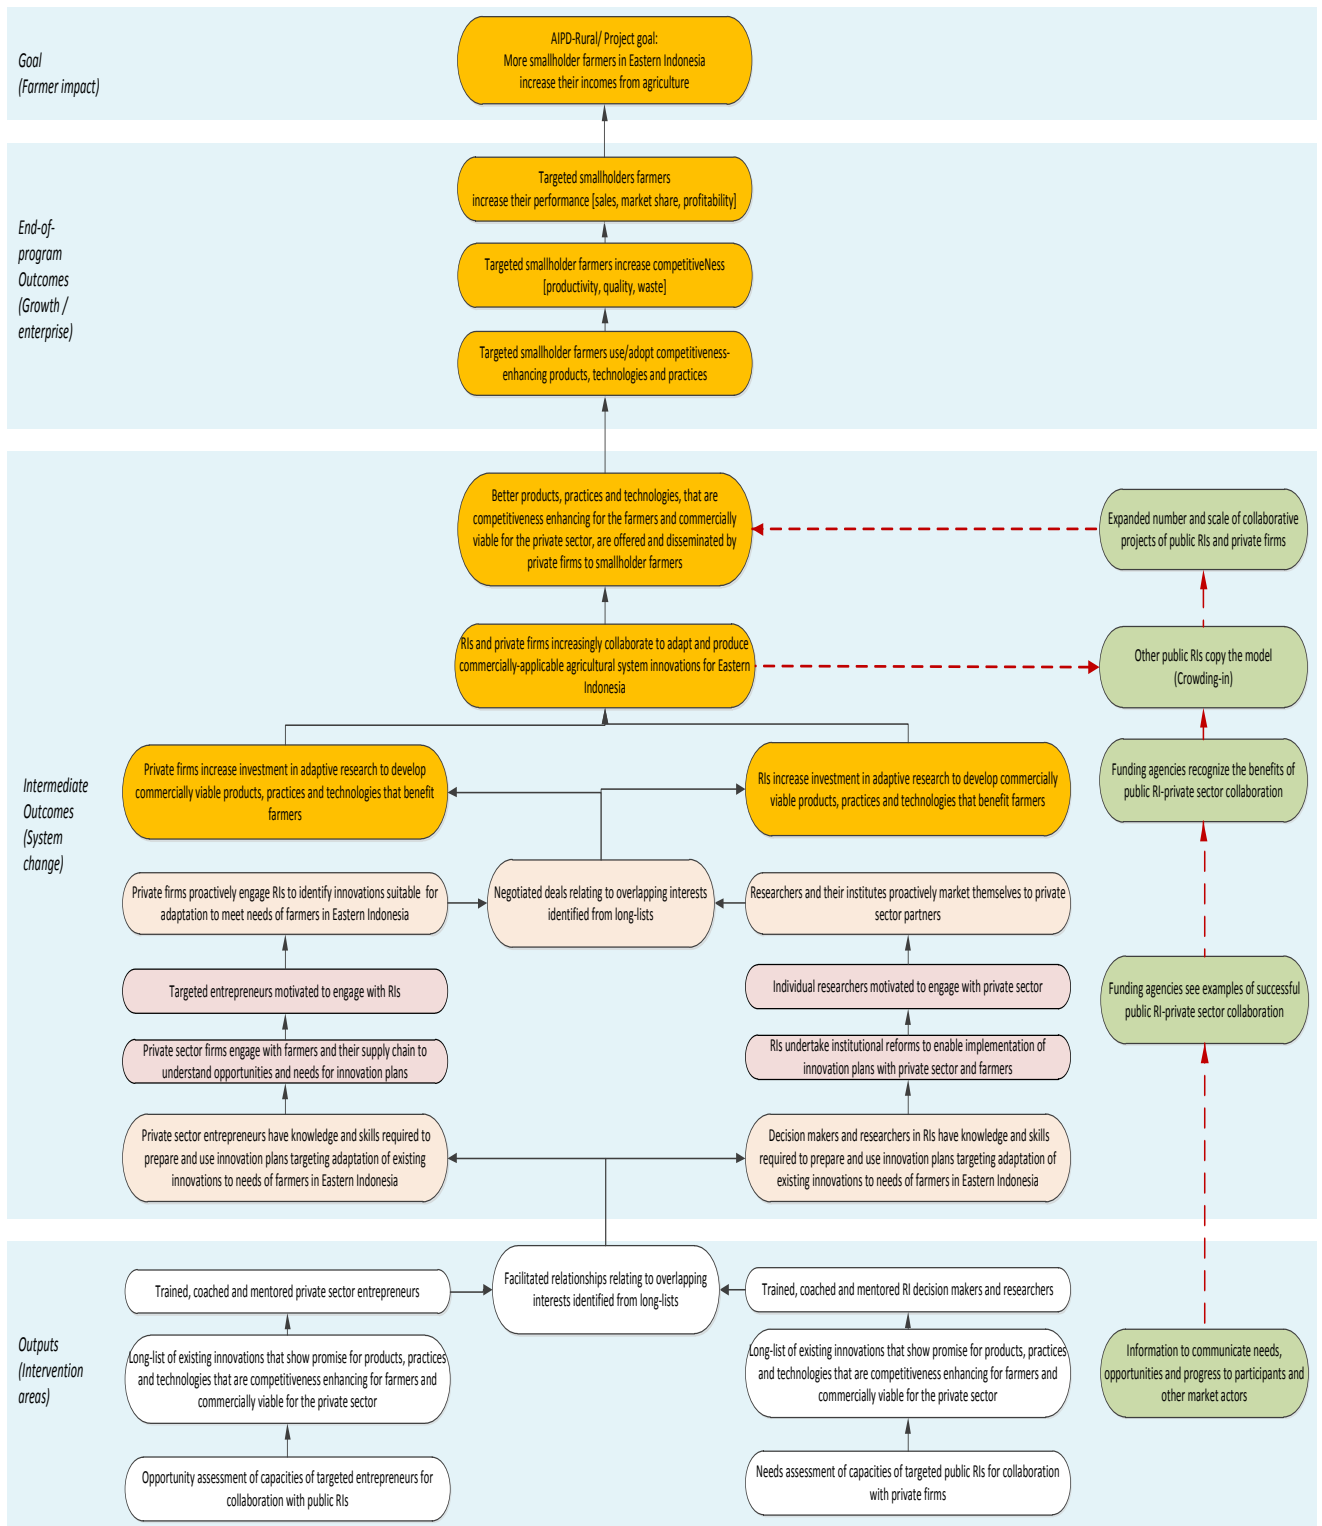 Goal
(Farmer impact)
AIPD-Rural/ Project goal:
More smallholder farmers in Eastern Indonesia
increase their incomes from agriculture
End-of-
program
Outcomes
(Growth /
enterprise)
Targeted smallholders farmers
increase their performance [sales, market share, profitability]
Targeted smallholder farmers increase competitiveNess
[productivity, quality, waste]
Targeted smallholder farmers use/adopt competitiveness-
enhancing products, technologies and practices
Intermediate
Outcomes
(System
change)
Better products, practices and technologies, that are
competitiveness enhancing for the farmers and commercially
viable for the private sector, are offered and disseminated by
private firms to smallholder farmers
Expanded number and scale of collaborative
projects of public RIs and private firms
RIs and private firms increasingly collaborate to adapt and produce
commercially-applicable agricultural system innovations for Eastern
Indonesia
Other public RIs copy the model
(Crowding-in)
Private firms increase investment in adaptive research to develop
commercially viable products, practices and technologies that benefit
farmers
RIs increase investment in adaptive research to develop commercially
viable products, practices and technologies that benefit farmers
Funding agencies recognize the benefits of
public RI-private sector collaboration
Private firms proactively engage RIs to identify innovations suitable for
adaptation to meet needs of farmers in Eastern Indonesia
Negotiated deals relating to overlapping interests
identified from long-lists
Researchers and their institutes proactively market themselves to private
sector partners
Targeted entrepreneurs motivated to engage with RIs
Individual researchers motivated to engage with private sector
Funding agencies see examples of successful
public RI-private sector collaboration
Private sector firms engage with farmers and their supply chain to
understand opportunities and needs for innovation plans
RIs undertake institutional reforms to enable implementation of
innovation plans with private sector and farmers
Private sector entrepreneurs have knowledge and skills required to
prepare and use innovation plans targeting adaptation of existing
innovations to needs of farmers in Eastern Indonesia
Decision makers and researchers in RIs have knowledge and skills
required to prepare and use innovation plans targeting adaptation of
existing innovations to needs of farmers in Eastern Indonesia
Outputs
(Intervention
areas)
Trained, coached and mentored private sector entrepreneurs
Facilitated relationships relating to overlapping
interests identified from long-lists
Trained, coached and mentored RI decision makers and researchers
Long-list of existing innovations that show promise for products, practices
and technologies that are competitiveness enhancing for farmers and
commercially viable for the private sector
Long-list of existing innovations that show promise for products, practices
and technologies that are competitiveness enhancing for farmers and
commercially viable for the private sector
Information to communicate needs,
opportunities and progress to participants and
other market actors
Opportunity assessment of capacities of targeted entrepreneurs for
collaboration with public RIs
Needs assessment of capacities of targeted public RIs for collaboration
with private firms